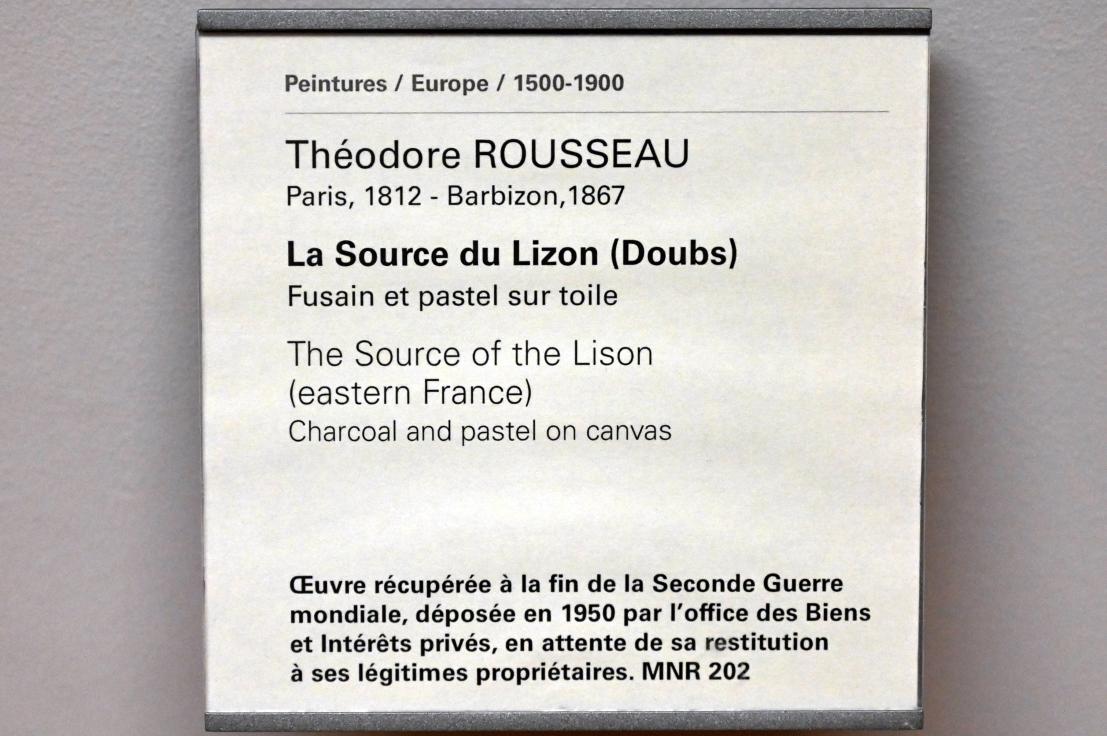 Peintures / Europe / 1500-1900
Théodore ROUSSEAU
Paris, 1812 - Barbizon,1867
La Source du Lizon (Doubs)
Fusain et pastel sur toile
The Source of the Lison
(eastern France)
Charcoal and pastel on canvas
Œuvre récupérée à la fin de la Seconde Guerre
mondiale, déposée en 1950 par l'office des Biens
et Intérêts privés, en attente de sa restitution
à ses légitimes propriétaires. MNR 202